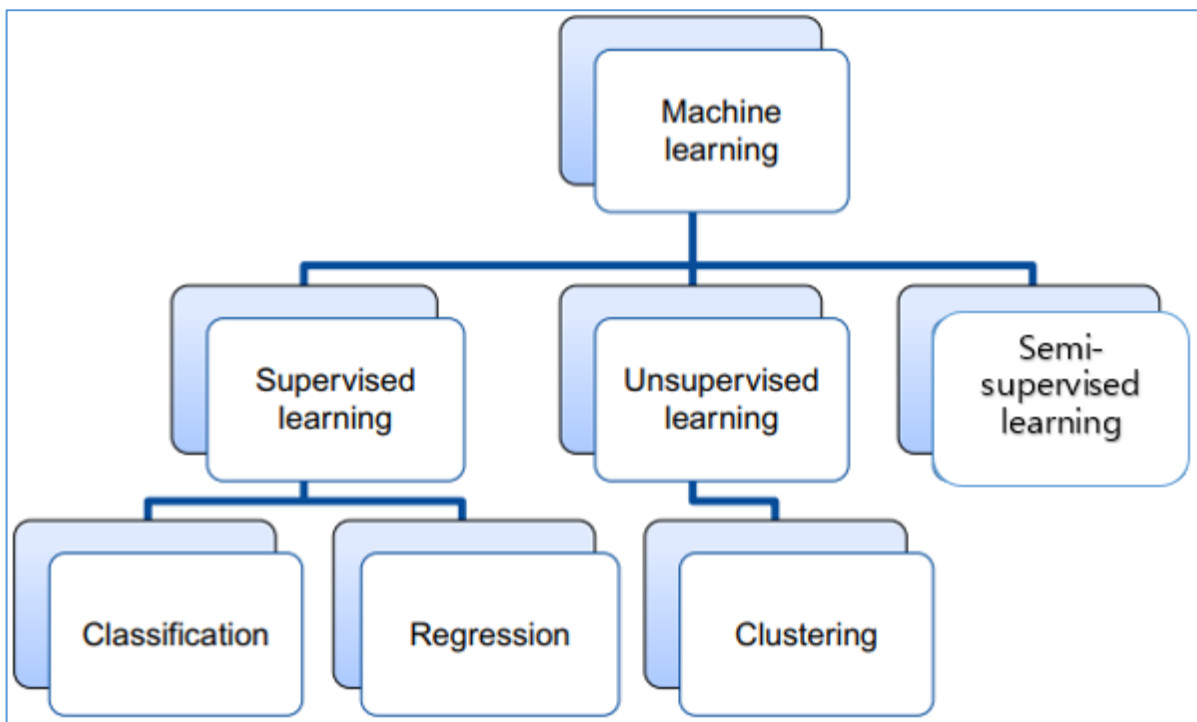 Machine
learning
Supervised
learning
Unsupervised
learning
Semi-
supervised
learning
Classification
Regression
Clustering